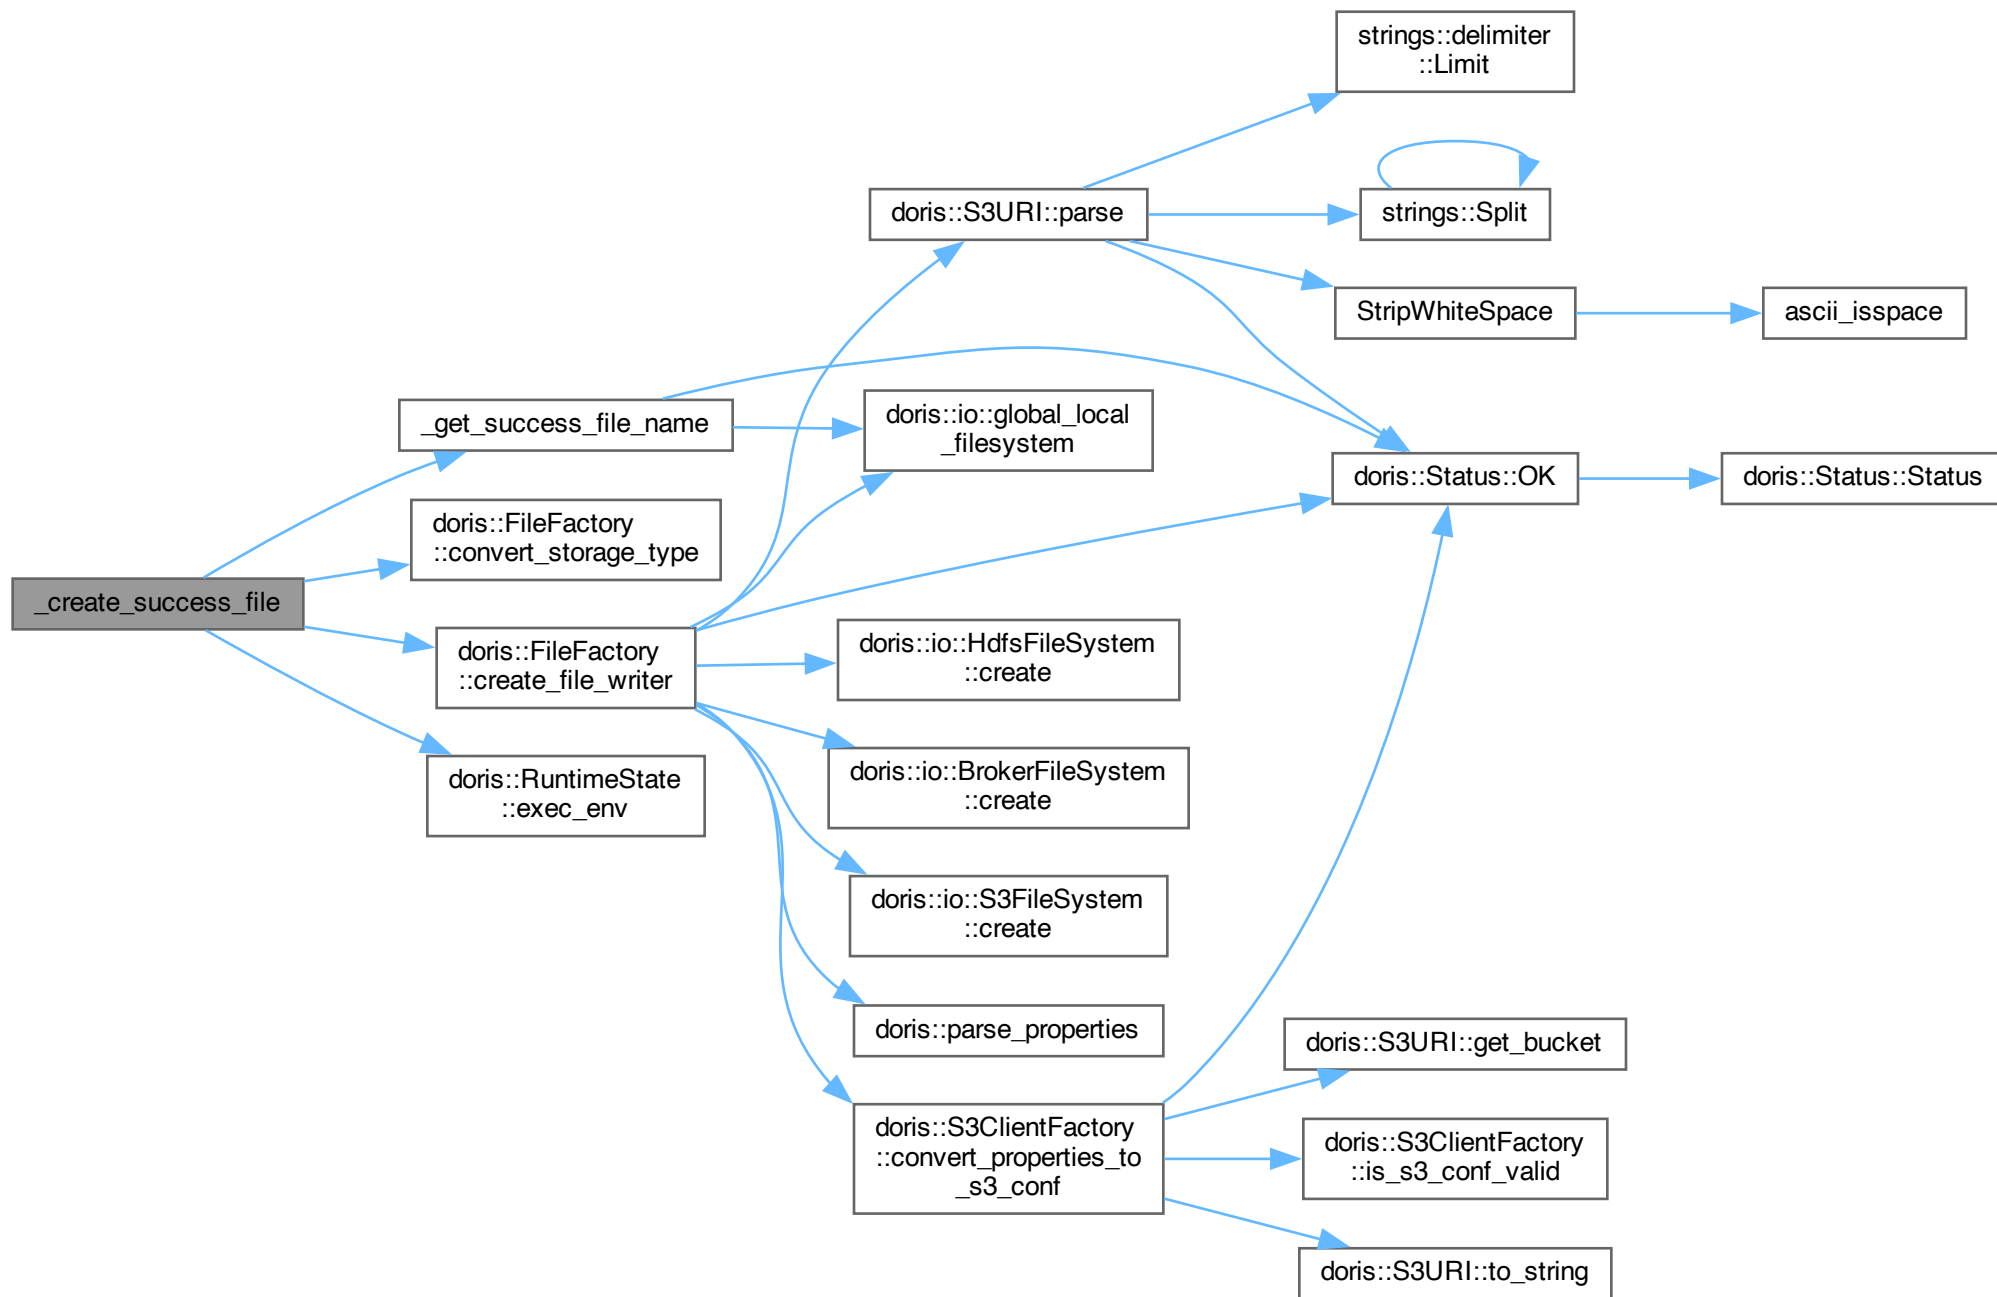 strings::delimiter
::Limit
doris::S3URI::parse
strings::Split
StripWhiteSpace
ascii_isspace
_get_success_file_name
doris::io::global_local
_filesystem
doris::Status::OK
doris::Status::Status
doris::FileFactory
::convert_storage_type
_create_success_file
doris::FileFactory
::create_file_writer
doris::io::HdfsFileSystem
::create
doris::RuntimeState
::exec_env
doris::io::BrokerFileSystem
::create
doris::io::S3FileSystem
::create
doris::parse_properties
doris::S3URI::get_bucket
doris::S3ClientFactory
::convert_properties_to
_s3_conf
doris::S3ClientFactory
::is_s3_conf_valid
doris::S3URI::to_string